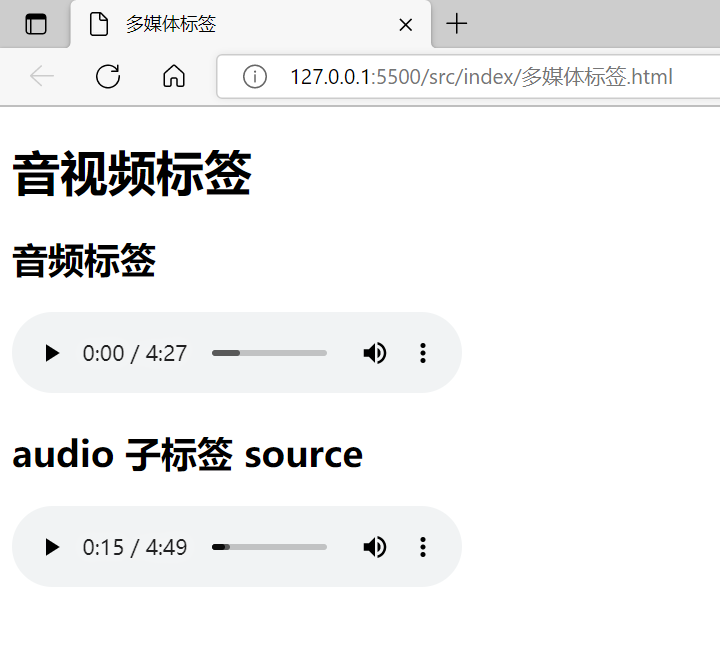 多媒体标签
127.0.0.1:5500/src/index/多媒体标签.html
音视频标签
音频标签
0:00 / 4:27
audio 子标签 source
0:15 / 4:49